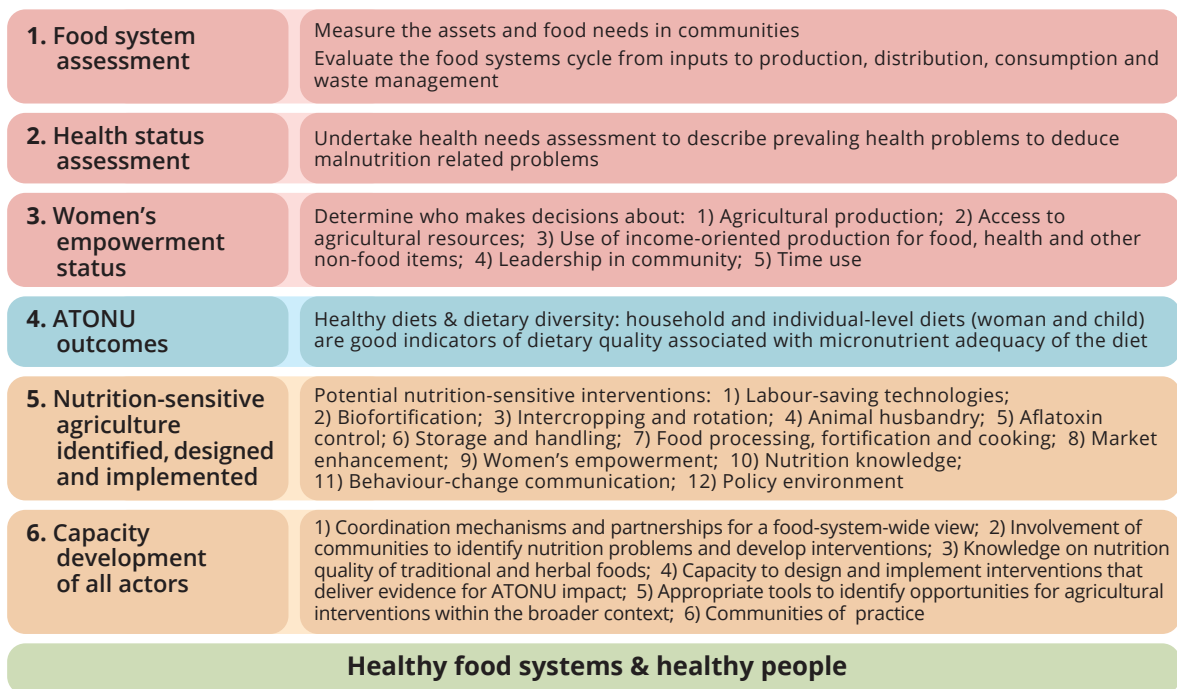 1. Food system
assessment
Measure the assets and food needs in communities
Evaluate the food systems cycle from inputs to production, distribution, consumption and
waste management
2. Health status
assessment
Undertake health needs assessment to describe prevaling health problems to deduce
malnutrition related problems
3. Women's
empowerment
status
Determine who makes decisions about: 1) Agricultural production; 2) Access to
agricultural resources; 3) Use of income-oriented production for food, health and other
non-food items; 4) Leadership in community; 5) Time use
4. ATONU
outcomes
Healthy diets & dietary diversity: household and individual-level diets (woman and child)
are good indicators of dietary quality associated with micronutrient adequacy of the diet
5. Nutrition-sensitive
agriculture
identified, designed
and implemented
Potential nutrition-sensitive interventions: 1) Labour-saving technologies;
2) Biofortification; 3) Intercropping and rotation; 4) Animal husbandry; 5) Aflatoxin
control; 6) Storage and handling; 7) Food processing, fortification and cooking; 8) Market
enhancement; 9) Women's empowerment; 10) Nutrition knowledge;
11) Behaviour-change communication; 12) Policy environment
6. Capacity
development
of all actors
1) Coordination mechanisms and partnerships for a food-system-wide view; 2) Involvement of
communities to identify nutrition problems and develop interventions; 3) Knowledge on nutrition
quality of traditional and herbal foods; 4) Capacity to design and implement interventions that
deliver evidence for ATONU impact; 5) Appropriate tools to identify opportunities for agricultural
interventions within the broader context; 6) Communities of practice
Healthy food systems & healthy people